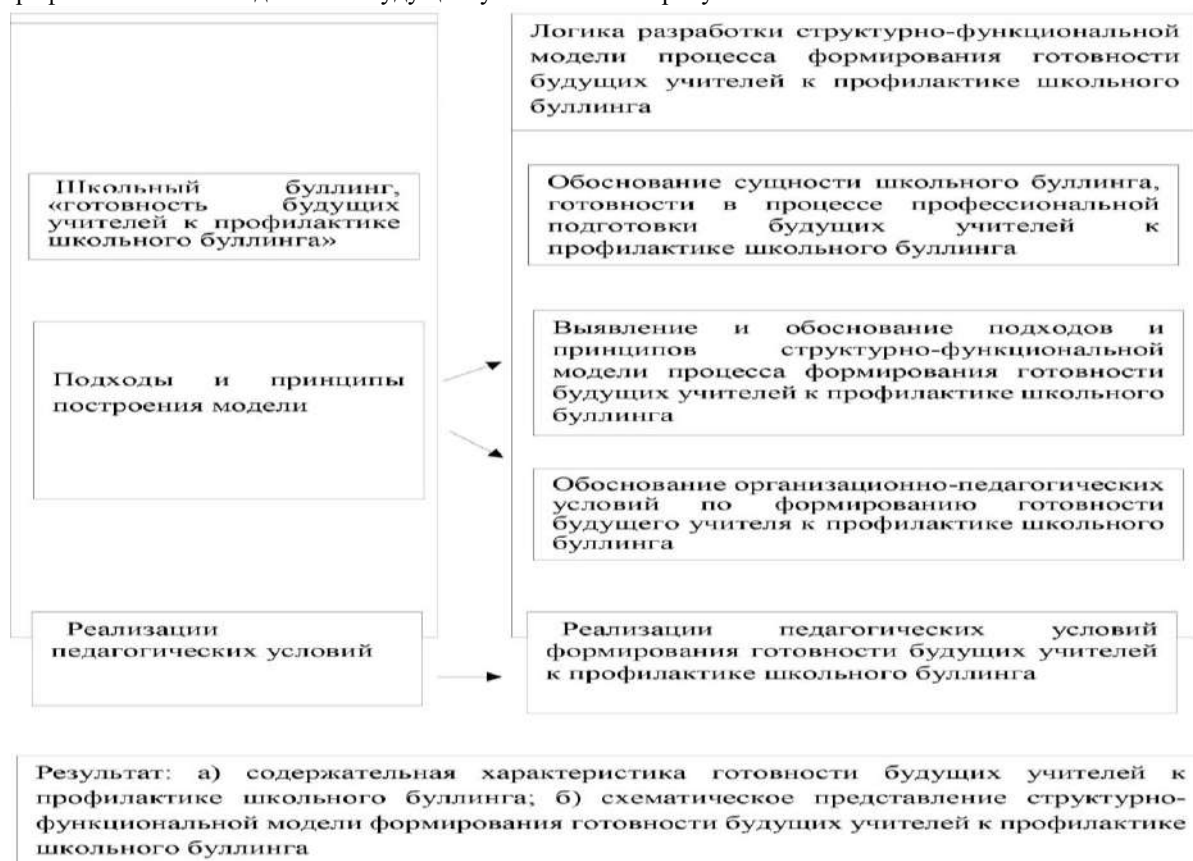 Логика разработки структурно-функциональной
модели процесса формирования готовности
будущих учителей к профилактике школьного
буллинга
Школьный буллинг,
«готовность будущих
учителей к профилактике
школьного буллинга»
Обоснование сущности школьного буллинга,
готовности в процессе профессиональной
подготовки будущих учителей к
профилактике школьного буллинга
Подходы и принципы
построения модели
Выявление и обоснование подходов и
принципов структурно-функциональной
модели процесса формирования готовности
будущих учителей к профилактике школьного
буллинга
Обоснование организационно-педагогических
условий по формированию готовности
будущего учителя к профилактике школьного
буллинга
Реализации
педагогических условий
Реализации педагогических условий
формирования готовности будущих учителей
к профилактике школьного буллинга
Результат: а) содержательная характеристика готовности будущих учителей к
профилактике школьного буллинга; б) схематическое представление структурно-
функциональной модели формирования готовности будущих учителей к профилактике
школьного буллинга